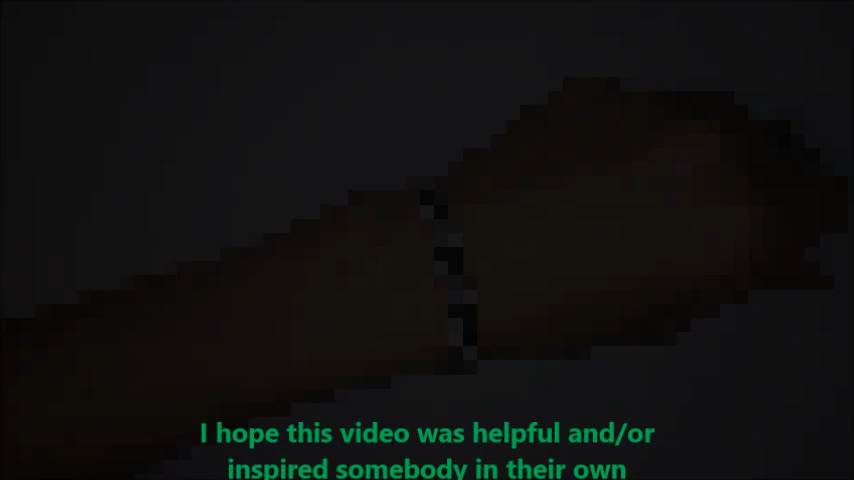 I hope this video was helpful and/or
inspired somebody in their own